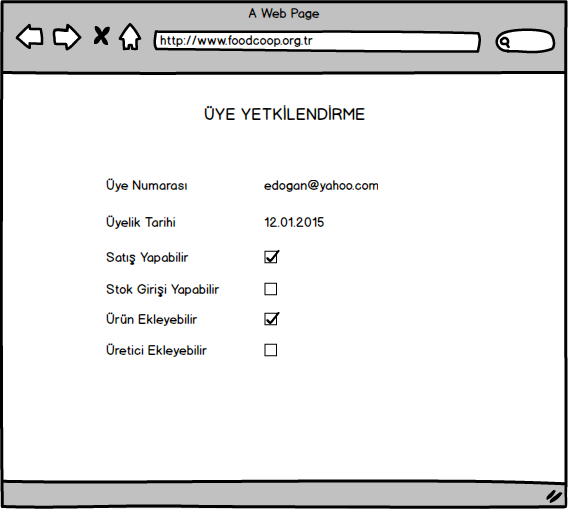 A Web Page
http://www.foodcoop.org.tr
ÜYE YETKİLENDİRME
Üye Numarası edogan@yahoo.com
Üyelik Tarihi 12.01.2015
Satış Yapabilir
Stok Girişi Yapabilir
Ürün Ekleyebilir
Üretici Ekleyebilir